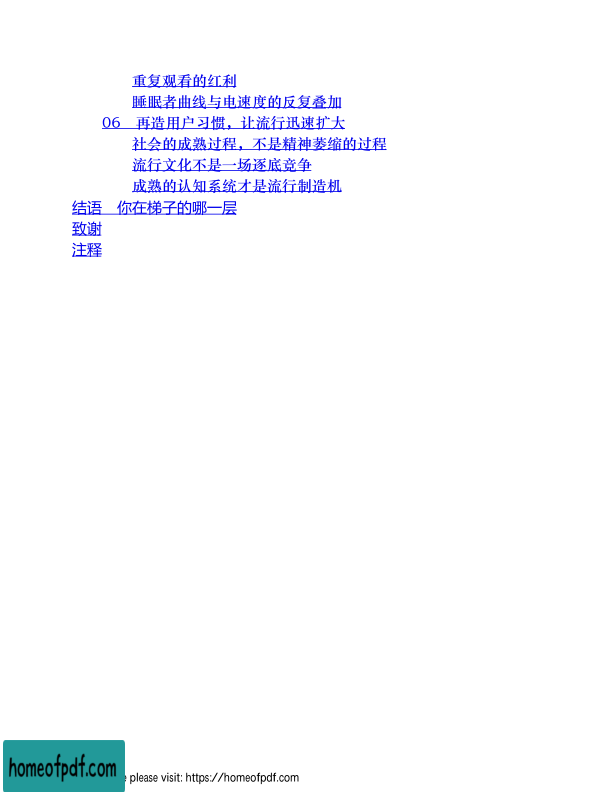 重复观看的红利
睡眠者曲线与电速度的反复叠加
06 再造用户习惯，让流行迅速扩大
社会的成熟过程，不是精神萎缩的过程
流行文化不是一场逐底竞争
成熟的认知系统才是流行制造机
结语 你在梯子的哪一层
致谢
注释
homeofpdf.com
please visit: https://homeofpdf.com